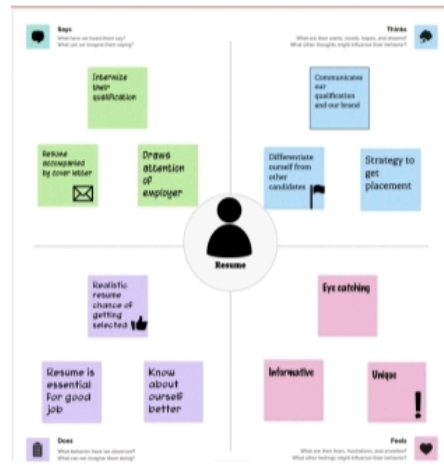 Says
What have we heard them say?
What can we imagine them saying?
Thinks
What are their wants, needs, hopes, and dreams?
What other thoughts might influence their behavior?
Internize
their
qualification
Communicates
our
qualification
and our brand
Resume
accompanied
by cover letter
Draws
attention
of
employer
Differentiate
ourself from
other
candidates
Strategy to
get
placement
Resume
Realistic
resume
chance of
getting
selected
Eye catching
Resume is
essential
For good
job
Know
about
ourself
better
Informative
Unique
Does
What behavior have we observed?
What can we imagine them doing?
Feels
What are their fears, frustrations, and anxieties?
What other feelings might influence their behavior?